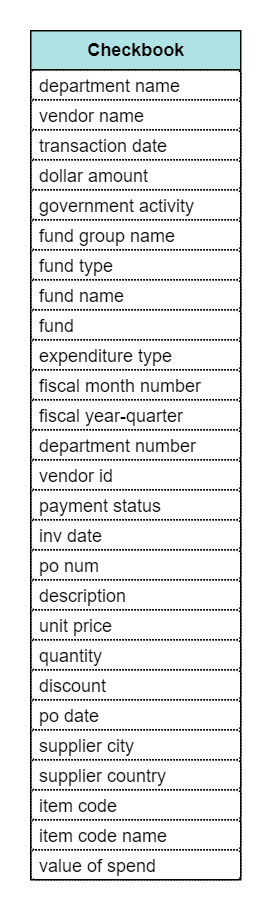 Checkbook
department name
vendor name
transaction date
dollar amount
government activity
fund group name
fund type
fund name
fund
expenditure type
fiscal month number
fiscal year-quarter
department number
vendor id
payment status
inv date
po num
description
unit price
quantity
discount
po date
supplier city
supplier country
item code
item code name
value of spend